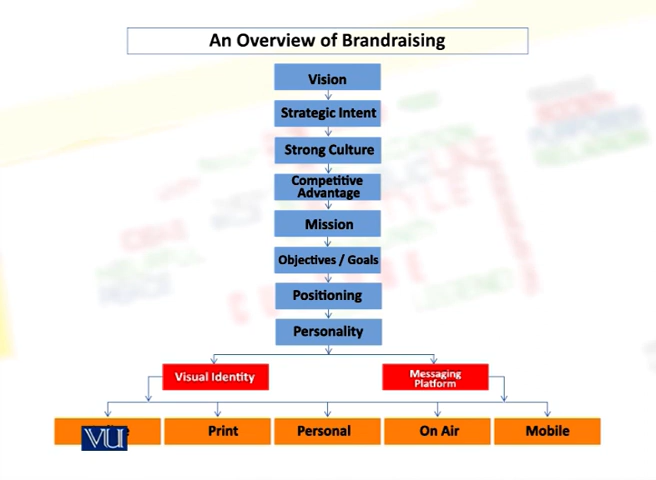 An Overview of Brandraising
Vision
Strategic Intent
Strong Culture
Competitive
Advantage
Mission
Objectives / Goals
Positioning
Personality
Visual Identity
Messaging
Platform
Print
Personal
On Air
Mobile
VU